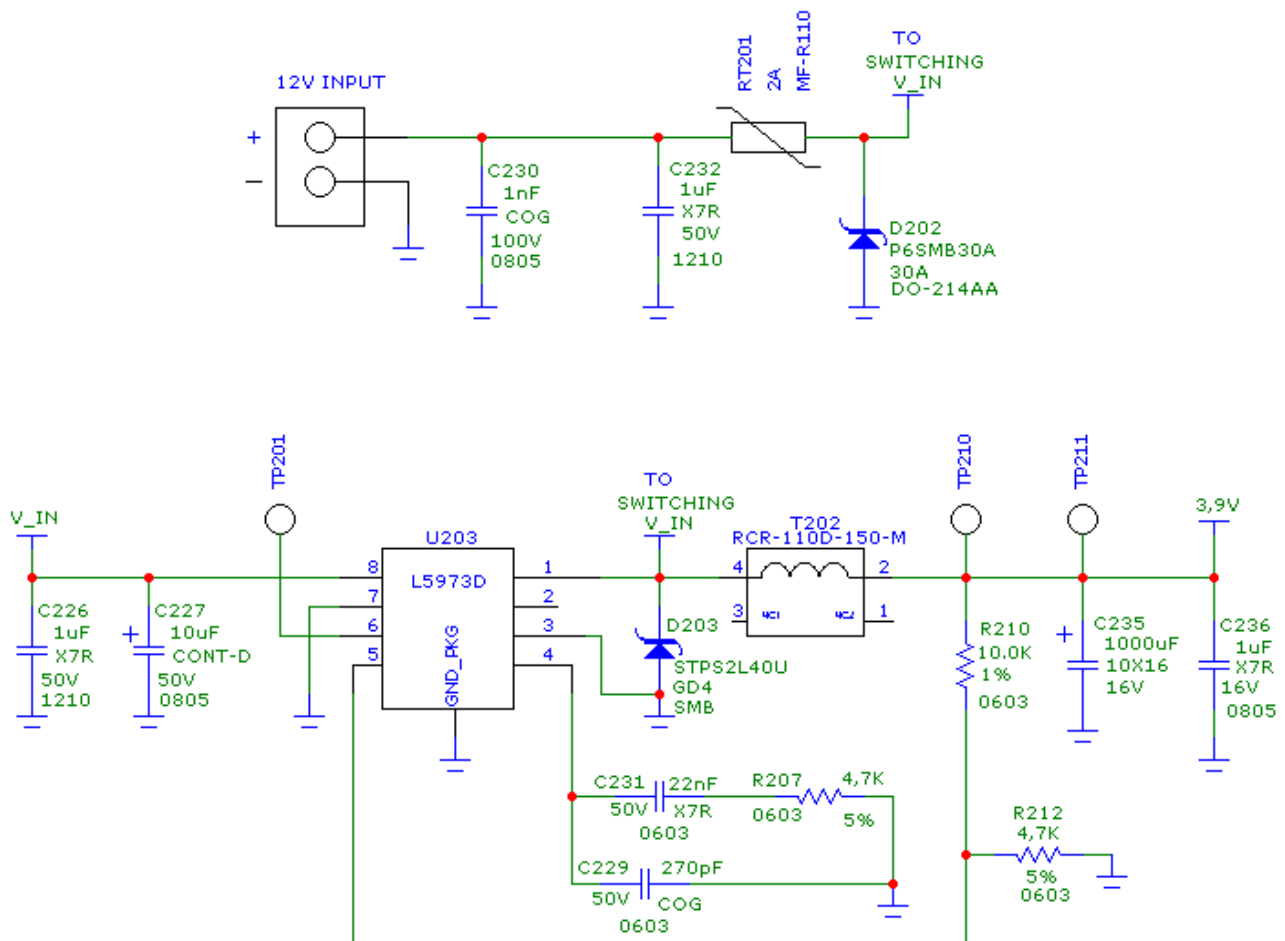 12V INPUT
+
−
RT201
2A
MF-R110
TO
SWITCHING
V_IN
C230
1nF
COG
100V
0805
C232
1uF
X7R
50V
1210
D202
P6SMB30A
30A
DO-214AA
V_IN
TP201
U203
L5973D
GND_PKG
8
7
6
5
1
2
3
4
C226
1uF
X7R
50V
1210
C227
+ 10uF
CONT-D
50V
0805
TO
SWITCHING
V_IN
T202
RCR-110D-150-M
4
3
2
1
NC1
NC2
D203
STPS2L40U
GD4
SMB
TP210
TP211
3,9V
R210
10.0K
1%
0603
C235
+ 1000uF
10X16
16V
C236
1uF
X7R
16V
0805
C231 22nF
50V X7R
0603
R207 4,7K
0603 5%
C229 270pF
50V COG
0603
R212
4,7K
5%
0603